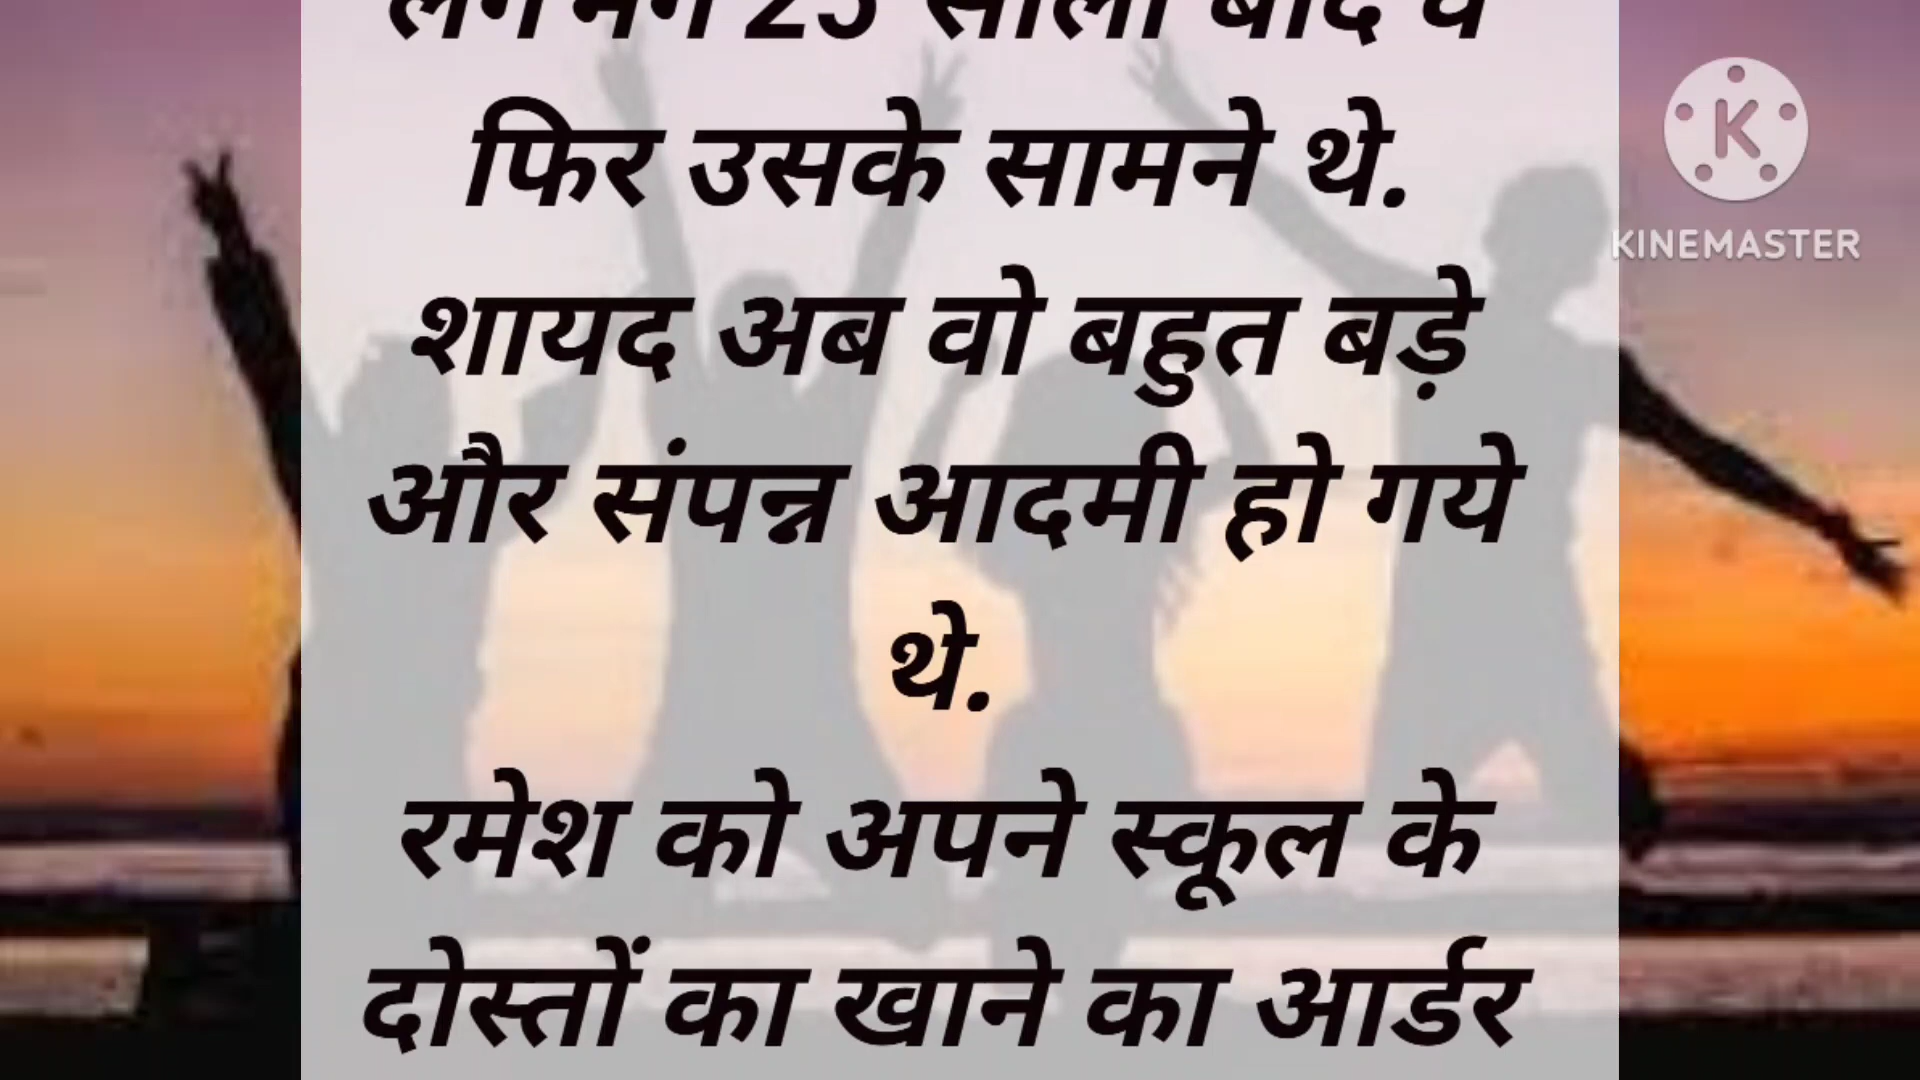 लगभग 25 सालों बाद वे
फिर उसके सामने थे.
शायद अब वो बहुत बड़े
और संपन्न आदमी हो गये
थे.
रमेश को अपने स्कूल के
दोस्तों का खाने का आर्डर
K
KINEMASTER